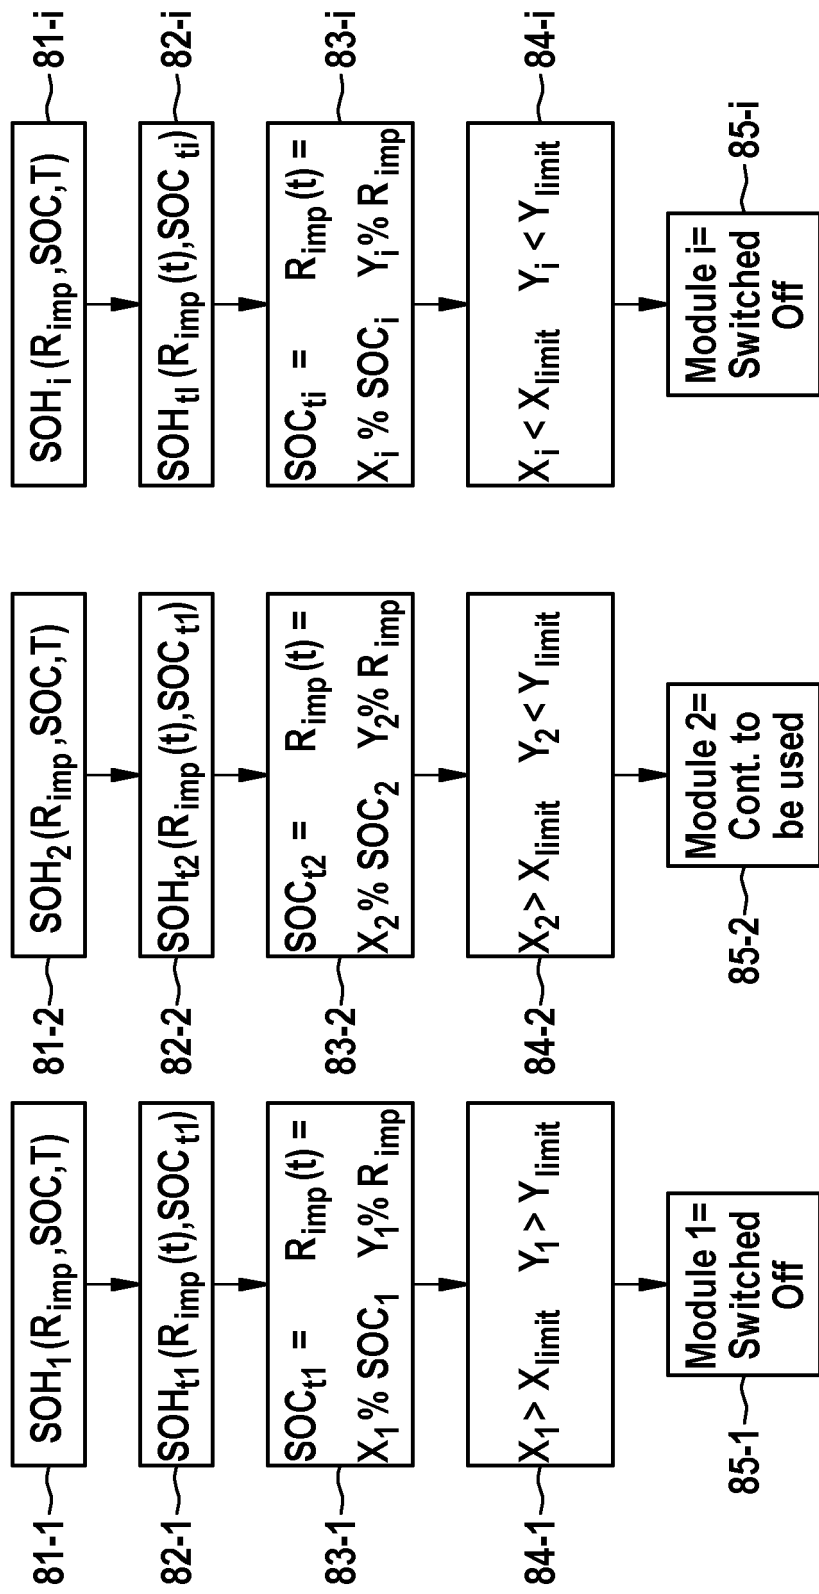 81-1
SOH1 (Rimp, SOC,T)
82-1
SOHt1 (Rimp (t),SOCt1)
83-1
SOCt1 = Rimp (t) =
X1 % SOC1 Y1% Rimp
84-1
X1 > Xlimit Y1 > Ylimit
85-1
Module 1=
Switched
Off
81-2
SOH2 (Rimp, SOC,T)
82-2
SOHt2 (Rimp (t),SOCt1)
83-2
SOCt2 = Rimp (t) =
X2 % SOC2 Y2% Rimp
84-2
X2 > Xlimit Y2 < Ylimit
85-2
Module 2=
Cont. to
be used
81-i
SOHi (Rimp, SOC,T)
82-i
SOHtI (Rimp (t),SOC ti)
83-i
SOCti = Rimp (t) =
Xi % SOCi Yi % Rimp
84-i
Xi < Xlimit Yi < Ylimit
85-i
Module i=
Switched
Off